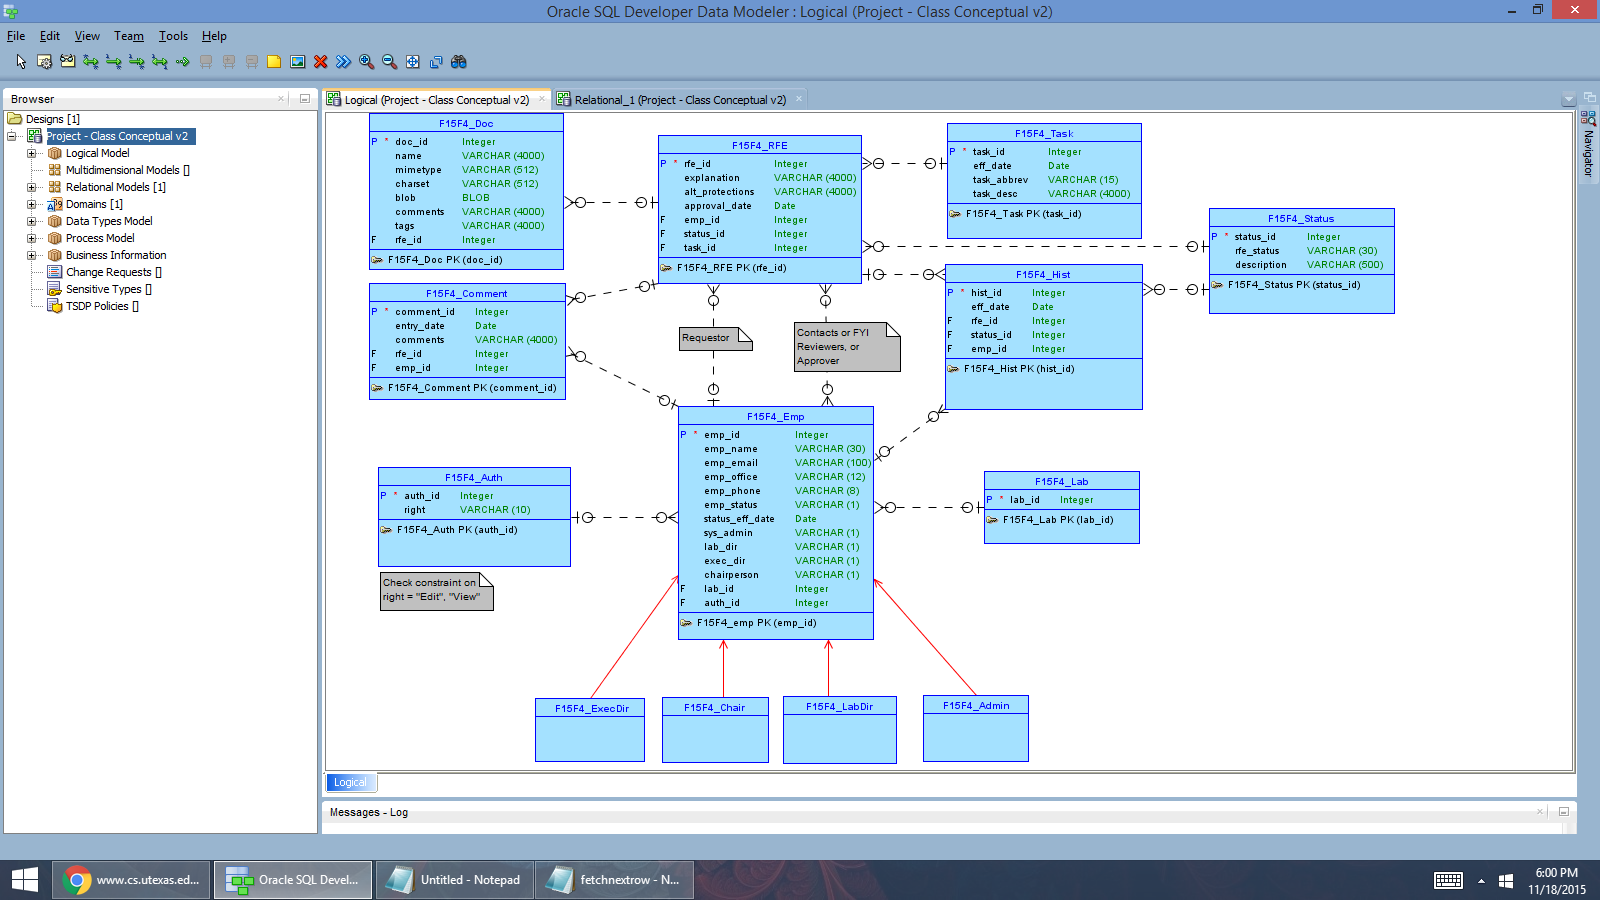 Oracle SQL Developer Data Modeler : Logical (Project - Class Conceptual v2)
File Edit View Team Tools Help
Browser
Designs [1]
Project - Class Conceptual v2
Logical Model
Multidimensional Models []
Relational Models [1]
Domains [1]
Data Types Model
Process Model
Business Information
Change Requests []
Sensitive Types []
TSDP Policies []
Logical (Project - Class Conceptual v2)
Relational_1 (Project - Class Conceptual v2)
Navigator
F15F4_Doc
P * doc_id Integer
name VARCHAR (4000)
mimetype VARCHAR (512)
charset VARCHAR (512)
blob BLOB
comments VARCHAR (4000)
tags VARCHAR (4000)
F rfe_id Integer
F15F4_Doc PK (doc_id)
F15F4_RFE
P * rfe_id Integer
explanation VARCHAR (4000)
alt_protections VARCHAR (4000)
approval_date Date
F emp_id Integer
F status_id Integer
F task_id Integer
F15F4_RFE PK (rfe_id)
F15F4_Task
P * task_id Integer
eff_date Date
task_abbrev VARCHAR (15)
task_desc VARCHAR (4000)
F15F4_Task PK (task_id)
F15F4_Status
P * status_id Integer
rfe_status VARCHAR (30)
description VARCHAR (500)
F15F4_Status PK (status_id)
F15F4_Comment
P * comment_id Integer
entry_date Date
comments VARCHAR (4000)
F rfe_id Integer
F emp_id Integer
F15F4_Comment PK (comment_id)
Requestor
Contacts or FYI
Reviewers, or
Approver
F15F4_Hist
P * hist_id Integer
eff_date Date
F rfe_id Integer
F status_id Integer
F emp_id Integer
F15F4_Hist PK (hist_id)
F15F4_Emp
P * emp_id Integer
emp_name VARCHAR (30)
emp_email VARCHAR (100)
emp_office VARCHAR (12)
emp_phone VARCHAR (8)
emp_status VARCHAR (1)
status_eff_date Date
sys_admin VARCHAR (1)
lab_dir VARCHAR (1)
exec_dir VARCHAR (1)
chairperson VARCHAR (1)
F lab_id Integer
F auth_id Integer
F15F4_emp PK (emp_id)
F15F4_Auth
P * auth_id Integer
right VARCHAR (10)
F15F4_Auth PK (auth_id)
Check constraint on
right = "Edit", "View"
F15F4_Lab
P * lab_id Integer
F15F4_Lab PK (lab_id)
F15F4_ExecDir
F15F4_Chair
F15F4_LabDir
F15F4_Admin
Logical
Messages - Log
www.cs.utexas.ed...
Oracle SQL Devel...
Untitled - Notepad
fetchnextrow - N...
6:00 PM
11/18/2015